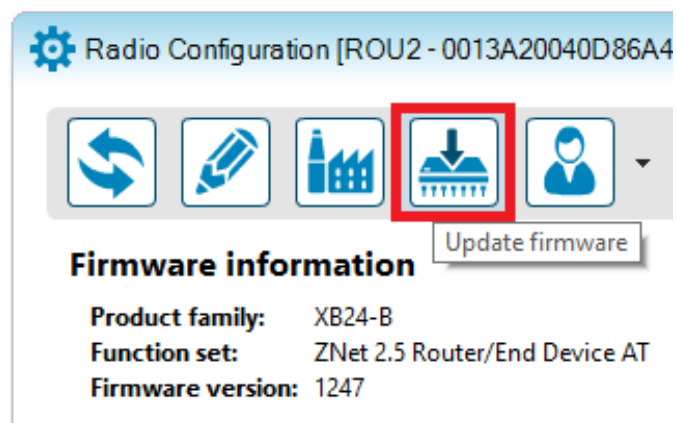 Radio Configuration [ROU2 - 0013A20040D86A4
Update firmware
Firmware information
Product family: XB24-B
Function set: ZNet 2.5 Router/End Device AT
Firmware version: 1247